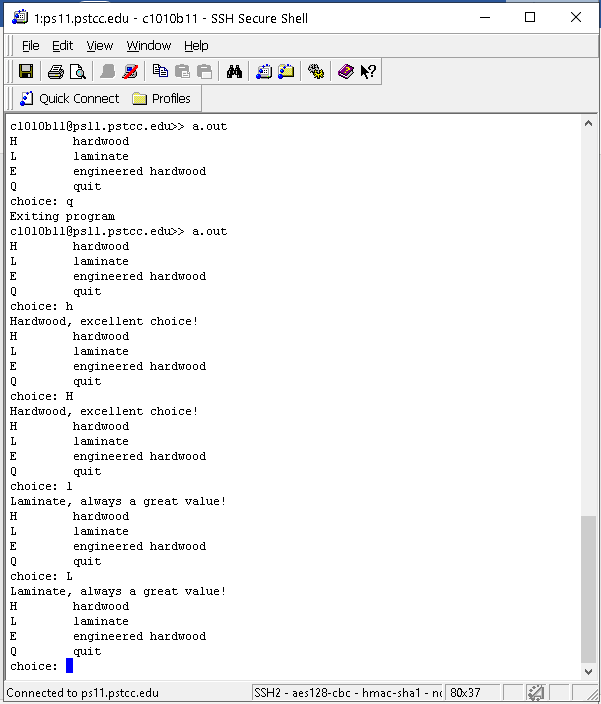 1:ps11.pstcc.edu - c1010b11 - SSH Secure Shell
File Edit View Window Help
Quick Connect Profiles
c1010b11@ps11.pstcc.edu>> a.out
H hardwood
L laminate
E engineered hardwood
Q quit
choice: q
Exiting program
c1010b11@ps11.pstcc.edu>> a.out
H hardwood
L laminate
E engineered hardwood
Q quit
choice: h
Hardwood, excellent choice!
H hardwood
L laminate
E engineered hardwood
Q quit
choice: H
Hardwood, excellent choice!
H hardwood
L laminate
E engineered hardwood
Q quit
choice: l
Laminate, always a great value!
H hardwood
L laminate
E engineered hardwood
Q quit
choice: L
Laminate, always a great value!
H hardwood
L laminate
E engineered hardwood
Q quit
choice:
Connected to ps11.pstcc.edu SSH2 - aes128-cbc - hmac-sha1 - nc 80x37